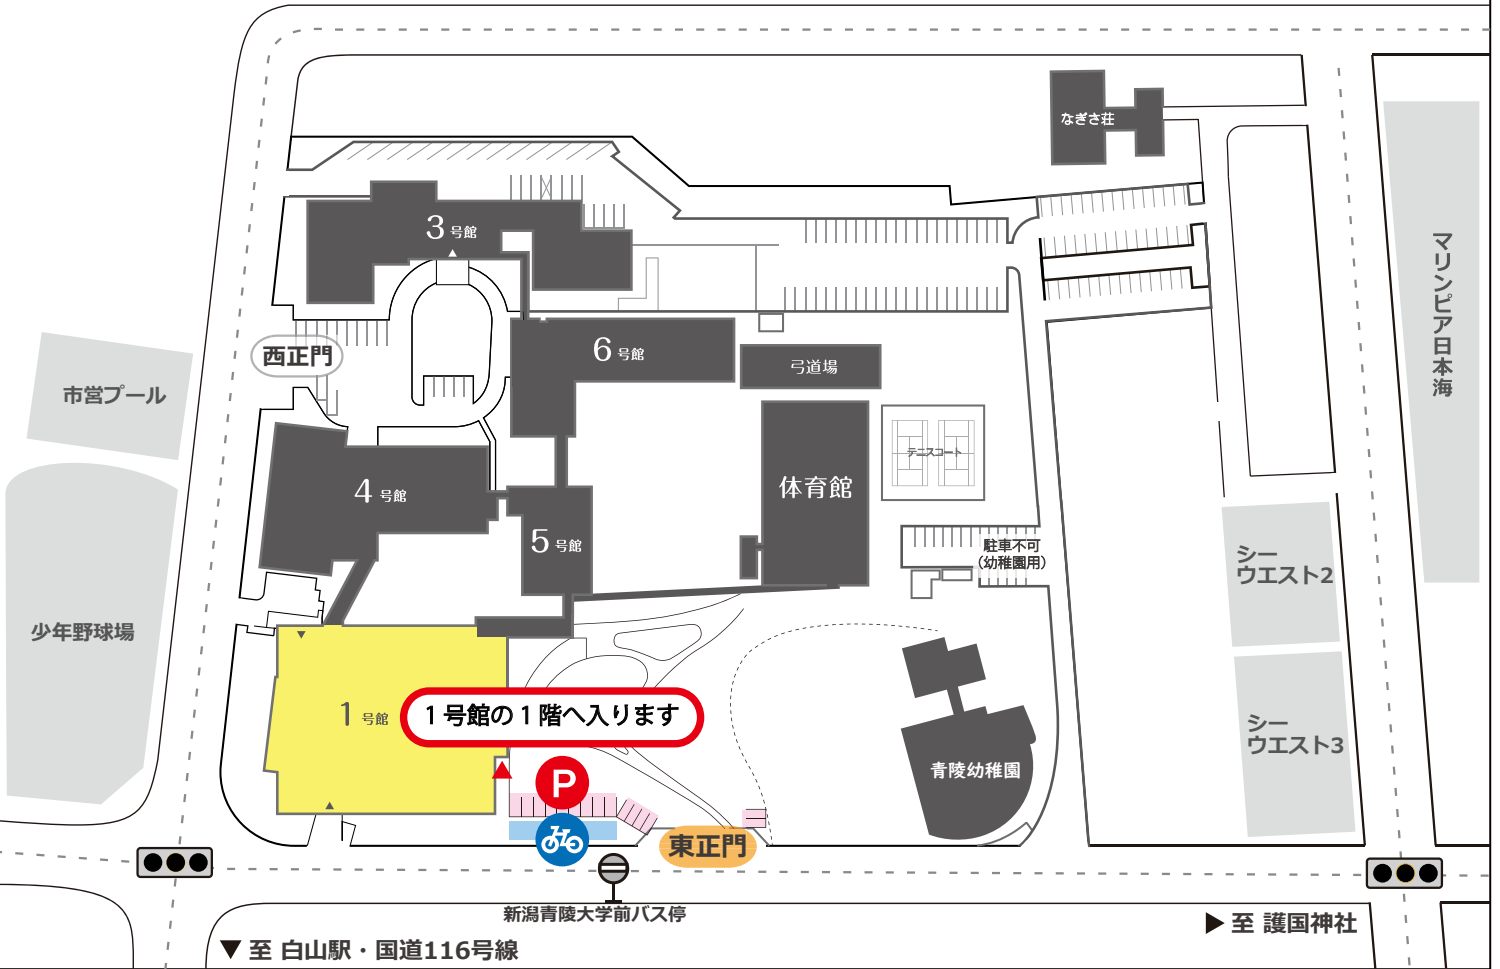 なぎさ荘
3号館
マリンピア日本海
6号館
西正門
弓道場
市営プール
テニスコート
4号館
体育館
5号館
駐車不可
(幼稚園用)
シー
ウエスト2
少年野球場
1号館
1号館の1階へ入ります
シー
ウエスト3
青陵幼稚園
P
東正門
新潟青陵大学前バス停
▶至 護国神社
▼至 白山駅・国道116号線